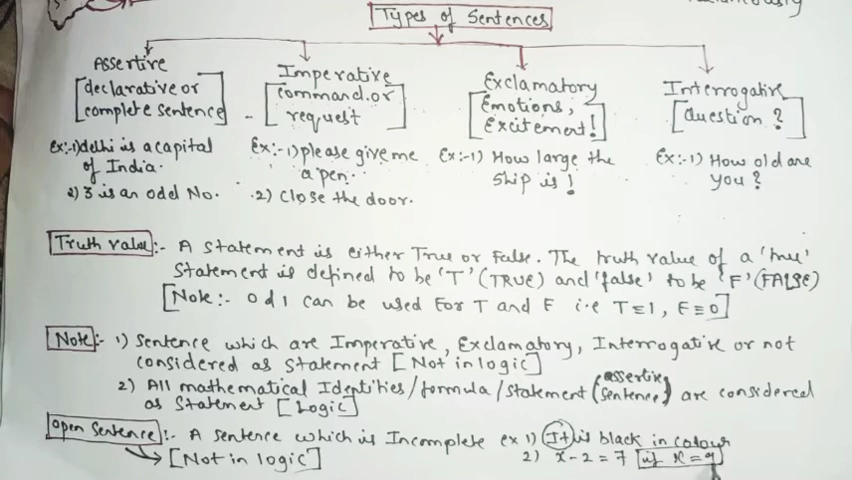 Types of Sentences
Assertive
[declarative or
complete sentence]
Ex:-1) delhi is a capital
of India.
2) 3 is an odd No.
Imperative
[command or
request]
Ex:-1) please give me
a pen.
2) Close the door.
Exclamatory
[Emotions,
Excitement!]
Ex:-1) How large the
ship is!
Interrogative
[Question?]
Ex:-1) How old are
you?
Truth value:- A statement is either True or False. The truth value of a 'true'
statement is defined to be 'T' (TRUE) and 'false' to be 'F' (FALSE)
[Note:- 0 & 1 can be used for T and F i.e T≡1, F≡0]
Note:- 1) Sentence which are Imperative, Exclamatory, Interrogative or not
considered as statement [Not in logic]
2) All mathematical Identities/formula/statement (assertive sentence) are considered
as Statement [Logic]
Open Sentence:- A sentence which is Incomplete ex 1) It is black in colour
→ [Not in logic] 2) x-2=7 if x=9